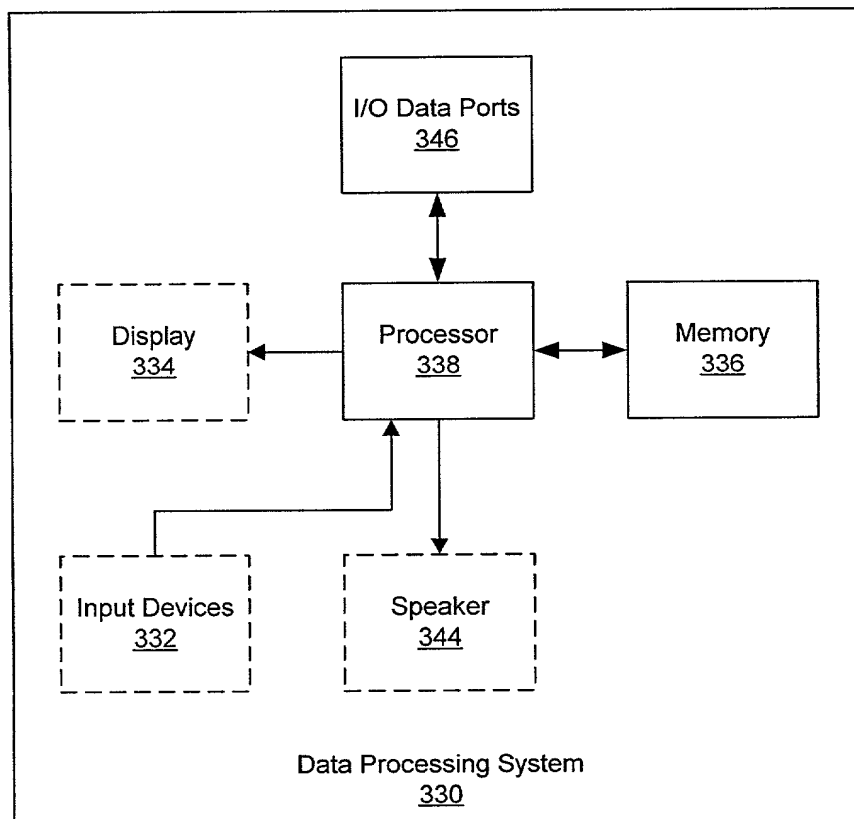 I/O Data Ports
346
Display
334
Processor
338
Memory
336
Input Devices
332
Speaker
344
Data Processing System
330